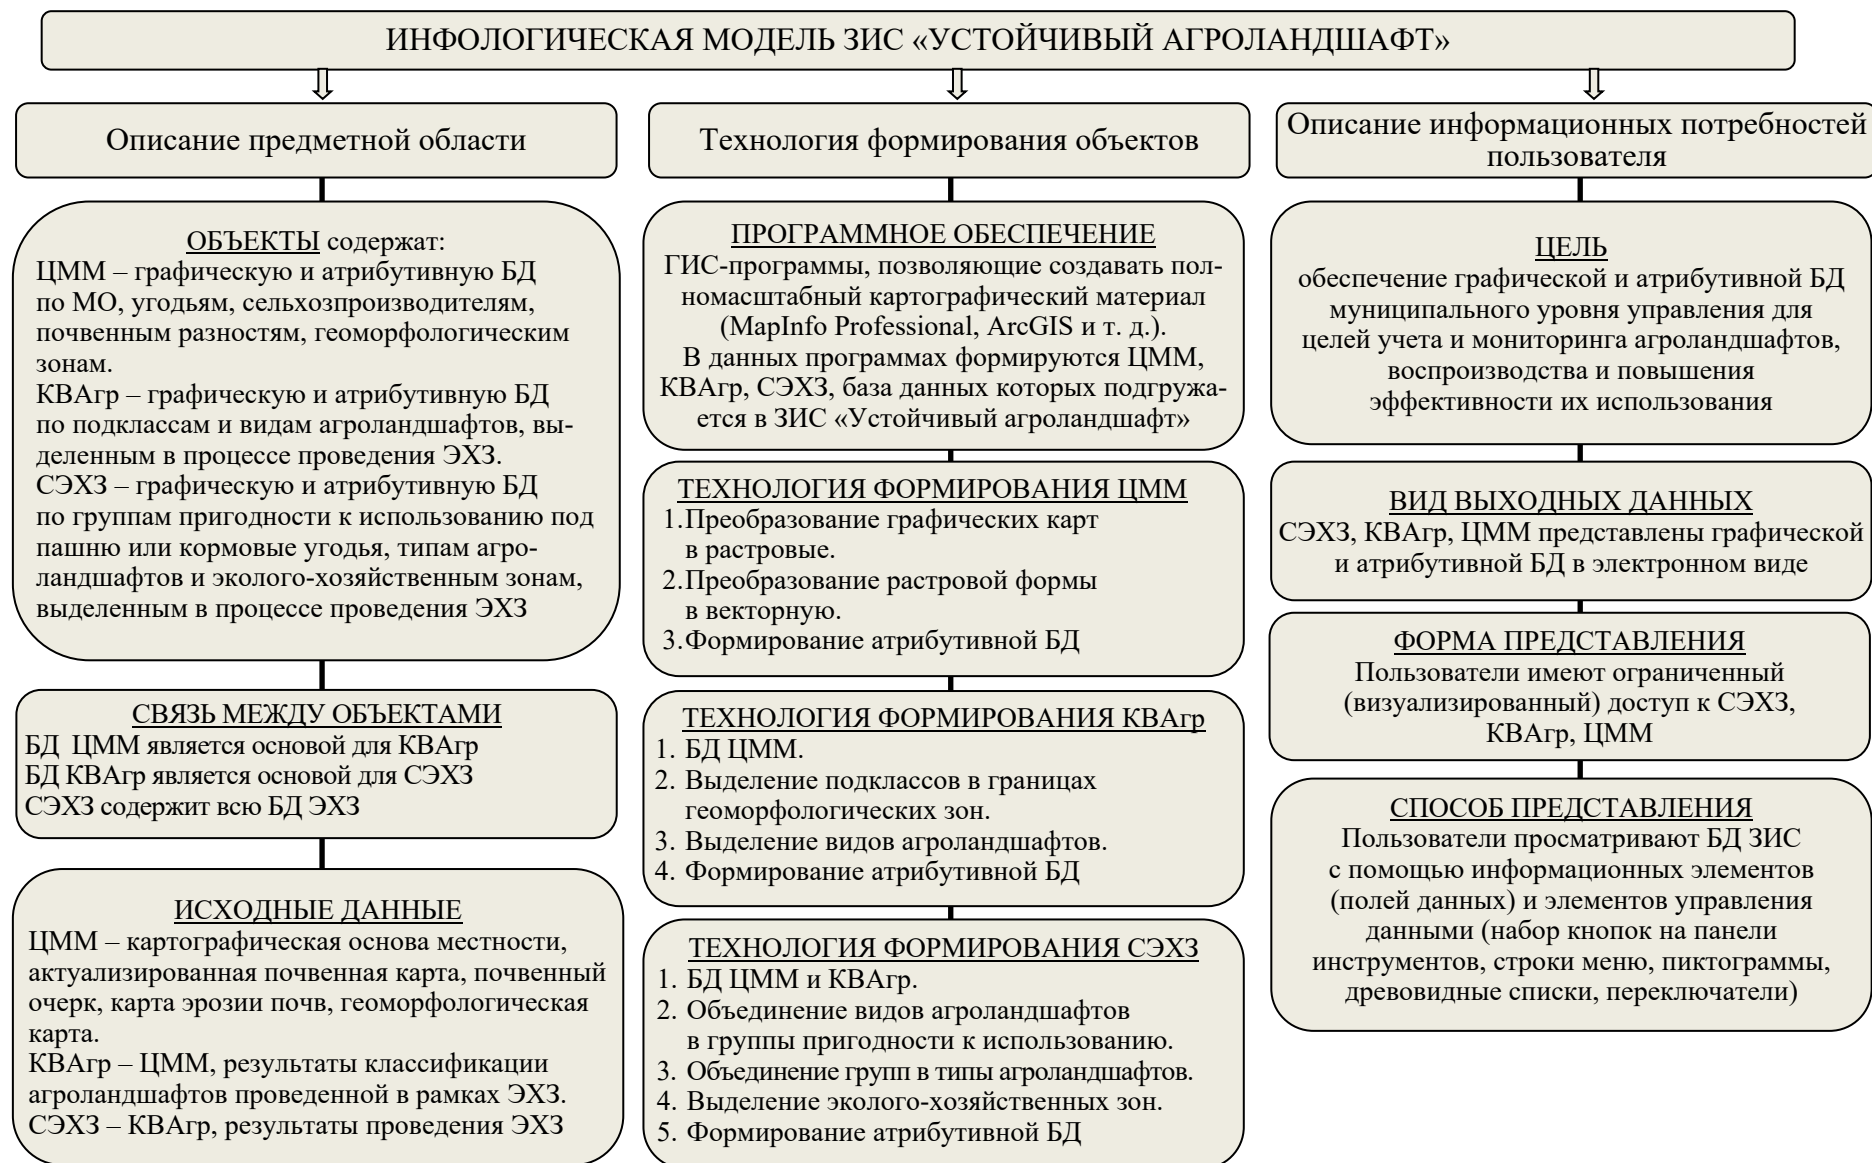 ИНФОЛОГИЧЕСКАЯ МОДЕЛЬ ЗИС «УСТОЙЧИВЫЙ АГРОЛАНДШАФТ»
Описание предметной области
ОБЪЕКТЫ содержат:
ЦММ – графическую и атрибутивную БД
по МО, угодьям, сельхозпроизводителям,
почвенным разностям, геоморфологическим
зонам.
КВАгр – графическую и атрибутивную БД
по подклассам и видам агроландшафтов, вы-
деленным в процессе проведения ЭХЗ.
СЭХЗ – графическую и атрибутивную БД
по группам пригодности к использованию под
пашню или кормовые угодья, типам агро-
ландшафтов и эколого-хозяйственным зонам,
выделенным в процессе проведения ЭХЗ
СВЯЗЬ МЕЖДУ ОБЪЕКТАМИ
БД ЦММ является основой для КВАгр
БД КВАгр является основой для СЭХЗ
СЭХЗ содержит всю БД ЭХЗ
ИСХОДНЫЕ ДАННЫЕ
ЦММ – картографическая основа местности,
актуализированная почвенная карта, почвенный
очерк, карта эрозии почв, геоморфологическая
карта.
КВАгр – ЦММ, результаты классификации
агроландшафтов проведенной в рамках ЭХЗ.
СЭХЗ – КВАгр, результаты проведения ЭХЗ
Технология формирования объектов
ПРОГРАММНОЕ ОБЕСПЕЧЕНИЕ
ГИС-программы, позволяющие создавать пол-
номасштабный картографический материал
(MapInfo Professional, ArcGIS и т. д.).
В данных программах формируются ЦММ,
КВАгр, СЭХЗ, база данных которых подгружа-
ется в ЗИС «Устойчивый агроландшафт»
ТЕХНОЛОГИЯ ФОРМИРОВАНИЯ ЦММ
1.Преобразование графических карт
в растровые.
2.Преобразование растровой формы
в векторную.
3.Формирование атрибутивной БД
ТЕХНОЛОГИЯ ФОРМИРОВАНИЯ КВАгр
1. БД ЦММ.
2. Выделение подклассов в границах
геоморфологических зон.
3. Выделение видов агроландшафтов.
4. Формирование атрибутивной БД
ТЕХНОЛОГИЯ ФОРМИРОВАНИЯ СЭХЗ
1. БД ЦММ и КВАгр.
2. Объединение видов агроландшафтов
в группы пригодности к использованию.
3. Объединение групп в типы агроландшафтов.
4. Выделение эколого-хозяйственных зон.
5. Формирование атрибутивной БД
Описание информационных потребностей
пользователя
ЦЕЛЬ
обеспечение графической и атрибутивной БД
муниципального уровня управления для
целей учета и мониторинга агроландшафтов,
воспроизводства и повышения
эффективности их использования
ВИД ВЫХОДНЫХ ДАННЫХ
СЭХЗ, КВАгр, ЦММ представлены графической
и атрибутивной БД в электронном виде
ФОРМА ПРЕДСТАВЛЕНИЯ
Пользователи имеют ограниченный
(визуализированный) доступ к СЭХЗ,
КВАгр, ЦММ
СПОСОБ ПРЕДСТАВЛЕНИЯ
Пользователи просматривают БД ЗИС
с помощью информационных элементов
(полей данных) и элементов управления
данными (набор кнопок на панели
инструментов, строки меню, пиктограммы,
древовидные списки, переключатели)